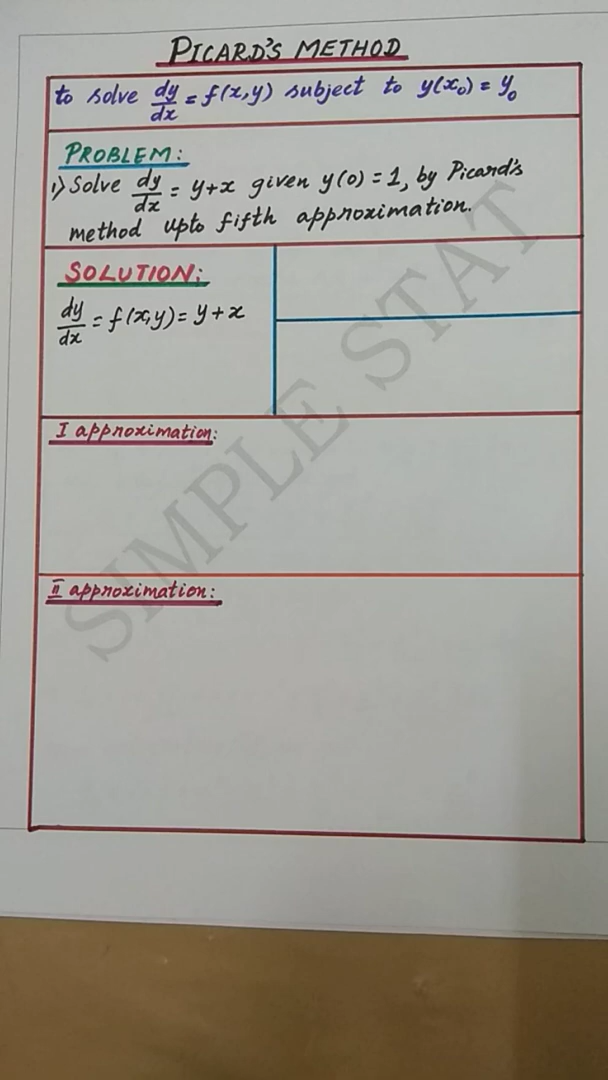 PICARD'S METHOD
to solve dy/dx = f(x,y) subject to y(x₀) = y₀
PROBLEM:
1) Solve dy/dx = y+x given y(0) = 1, by Picard's
method upto fifth approximation.
SOLUTION:
dy/dx = f(x,y) = y + x
I approximation:
II approximation:
SIMPLE STAT